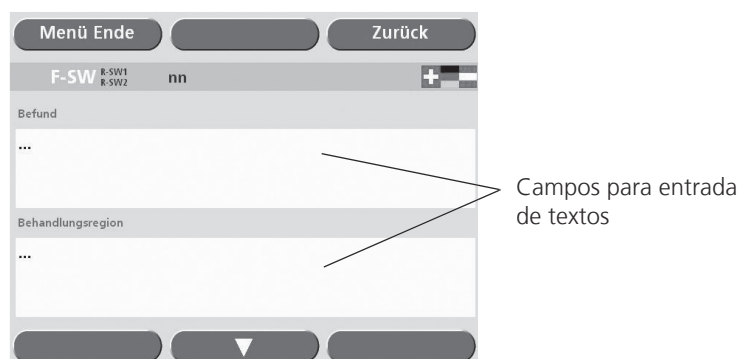 Menü Ende Zurück
F-SW R-SW1 nn
R-SW2
Befund
...
Campos para entrada
de textos
Behandlungsregion
...